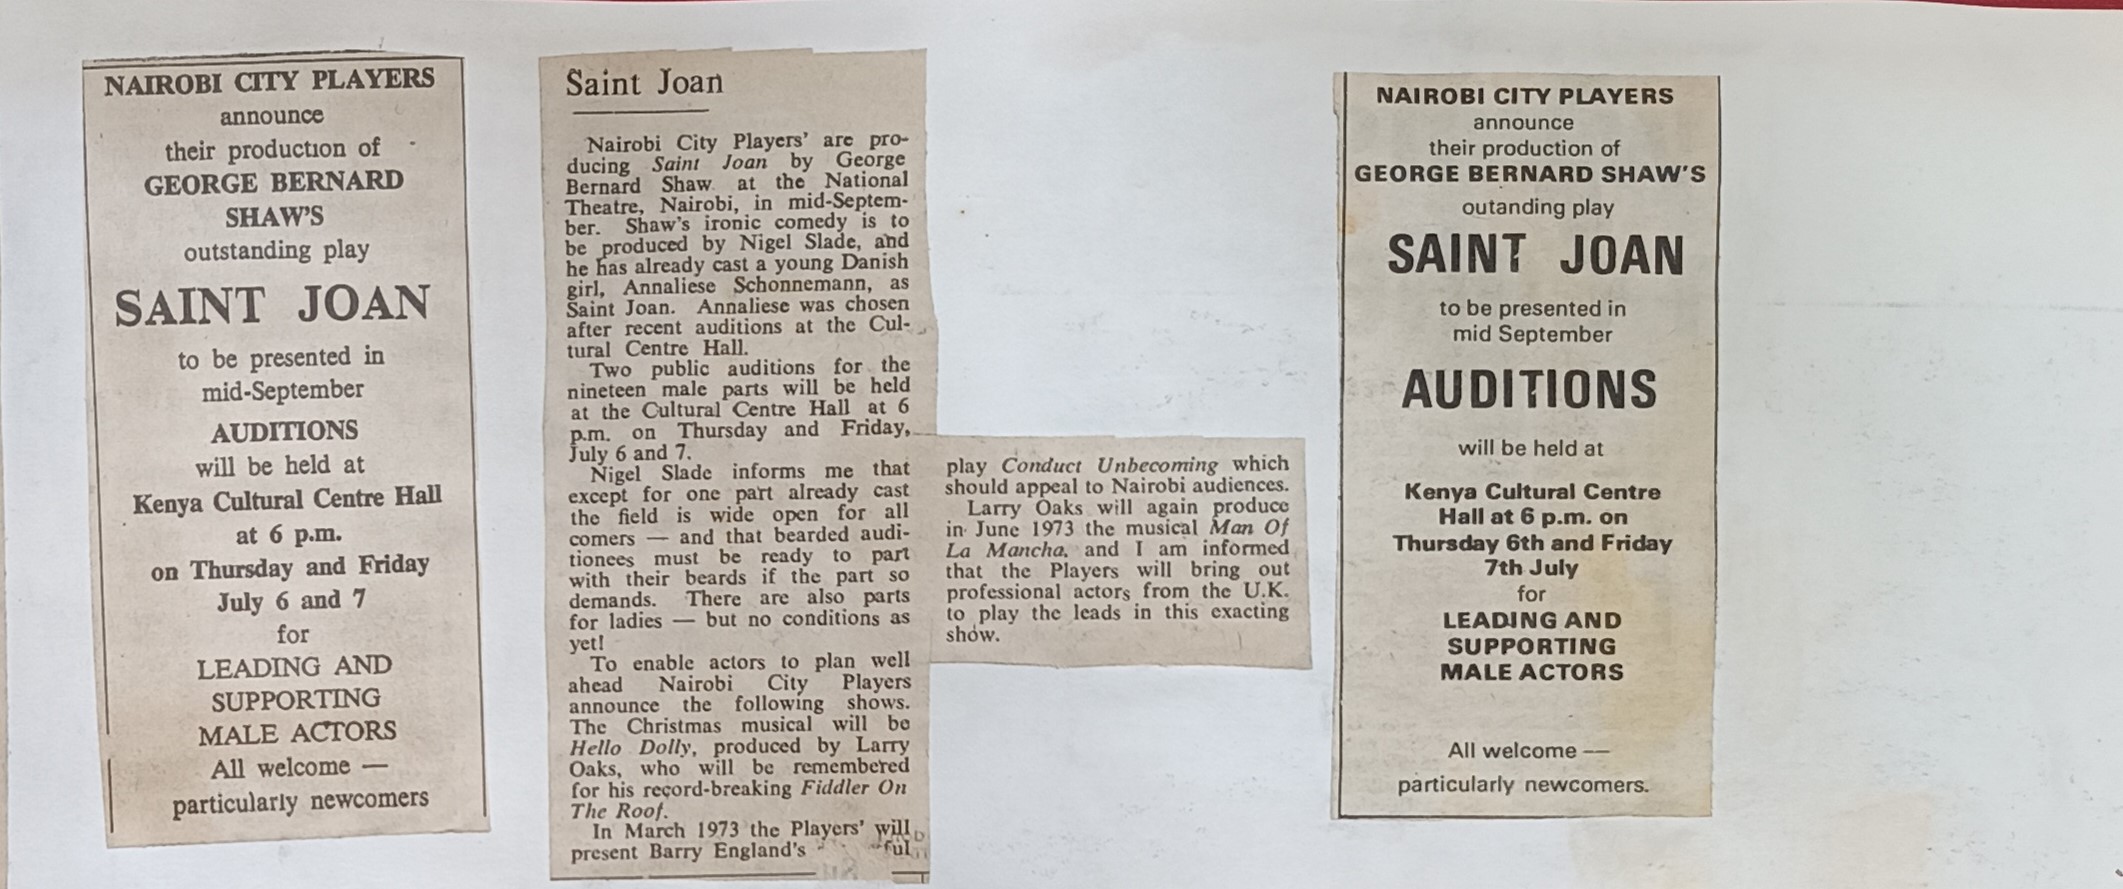 NAIROBI CITY PLAYERS
announce
their production of
GEORGE BERNARD
SHAW'S
outstanding play
SAINT JOAN
to be presented in
mid-September
AUDITIONS
will be held at
Kenya Cultural Centre Hall
at 6 p.m.
on Thursday and Friday
July 6 and 7
for
LEADING AND
SUPPORTING
MALE ACTORS
All welcome —
particularly newcomers
Saint Joan
Nairobi City Players' are pro-
ducing Saint Joan by George
Bernard Shaw at the National
Theatre, Nairobi, in mid-Septem-
ber. Shaw's ironic comedy is to
be produced by Nigel Slade, and
he has already cast a young Danish
girl, Annaliese Schonnemann, as
Saint Joan. Annaliese was chosen
after recent auditions at the Cul-
tural Centre Hall.
Two public auditions for the
nineteen male parts will be held
at the Cultural Centre Hall at 6
p.m. on Thursday and Friday,
July 6 and 7.
Nigel Slade informs me that
except for one part already cast
the field is wide open for all
comers — and that bearded audi-
tionees must be ready to part
with their beards if the part so
demands. There are also parts
for ladies — but no conditions as
yet!
To enable actors to plan well
ahead Nairobi City Players
announce the following shows.
The Christmas musical will be
Hello Dolly, produced by Larry
Oaks, who will be remembered
for his record-breaking Fiddler On
The Roof.
In March 1973 the Players' will
present Barry England's
play Conduct Unbecoming which
should appeal to Nairobi audiences.
Larry Oaks will again produce
in June 1973 the musical Man Of
La Mancha, and I am informed
that the Players will bring out
professional actors from the U.K.
to play the leads in this exacting
show.
NAIROBI CITY PLAYERS
announce
their production of
GEORGE BERNARD SHAW'S
outanding play
SAINT JOAN
to be presented in
mid September
AUDITIONS
will be held at
Kenya Cultural Centre
Hall at 6 p.m. on
Thursday 6th and Friday
7th July
for
LEADING AND
SUPPORTING
MALE ACTORS
All welcome —
particularly newcomers.